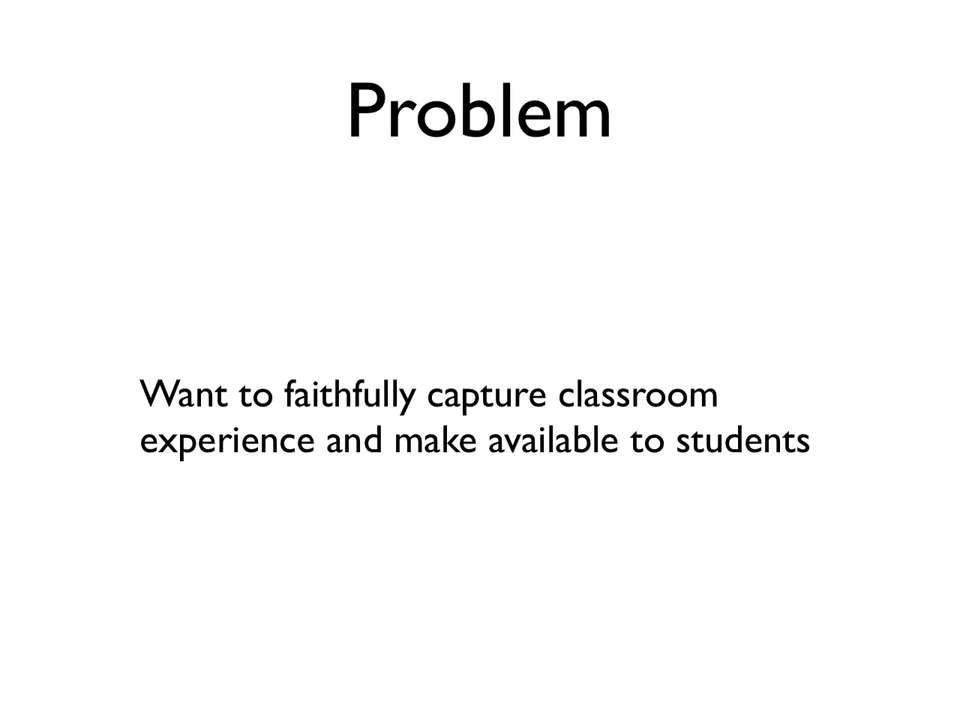 Problem
Want to faithfully capture classroom
experience and make available to students